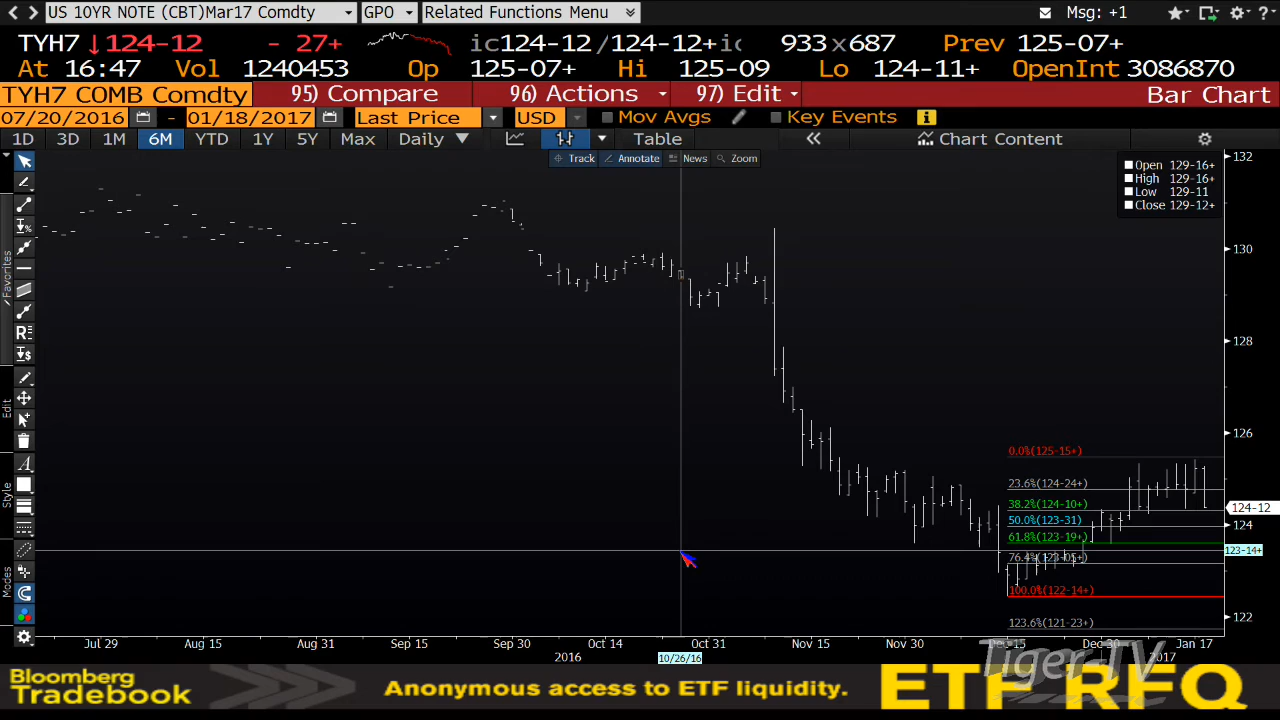 US 10YR NOTE (CBT)Mar17 Comdty GPO Related Functions Menu Msg: +1 ?
TYH7 ↓124-12 - 27+ ic124-12 /124-12+ic 933x687 Prev 125-07+
At 16:47 Vol 1240453 Op 125-07+ Hi 125-09 Lo 124-11+ OpenInt 3086870
TYH7 COMB Comdty 95) Compare 96) Actions 97) Edit Bar Chart
07/20/2016 - 01/18/2017 Last Price USD Mov Avgs Key Events
1D 3D 1M 6M YTD 1Y 5Y Max Daily Table « Chart Content
Track Annotate News Zoom
Open 129-16+
High 129-16+
Low 129-11
Close 129-12+
132
130
128
126
124-12
124
123-14+
122
0.0%(125-15+)
23.6%(124-24+)
38.2%(124-10+)
50.0%(123-31)
61.8%(123-19+)
76.4%(123-05+)
100.0%(122-14+)
123.6%(121-23+)
Favorites
Edit
Style
Modes
Jul 29 Aug 15 Aug 31 Sep 15 Sep 30 Oct 14 Oct 31 Nov 15 Nov 30 Dec 15 Dec 30 Jan 17
2016 10/26/16 2017
Tiger-TV
Bloomberg
Tradebook
Anonymous access to ETF liquidity.
ETF RFQ